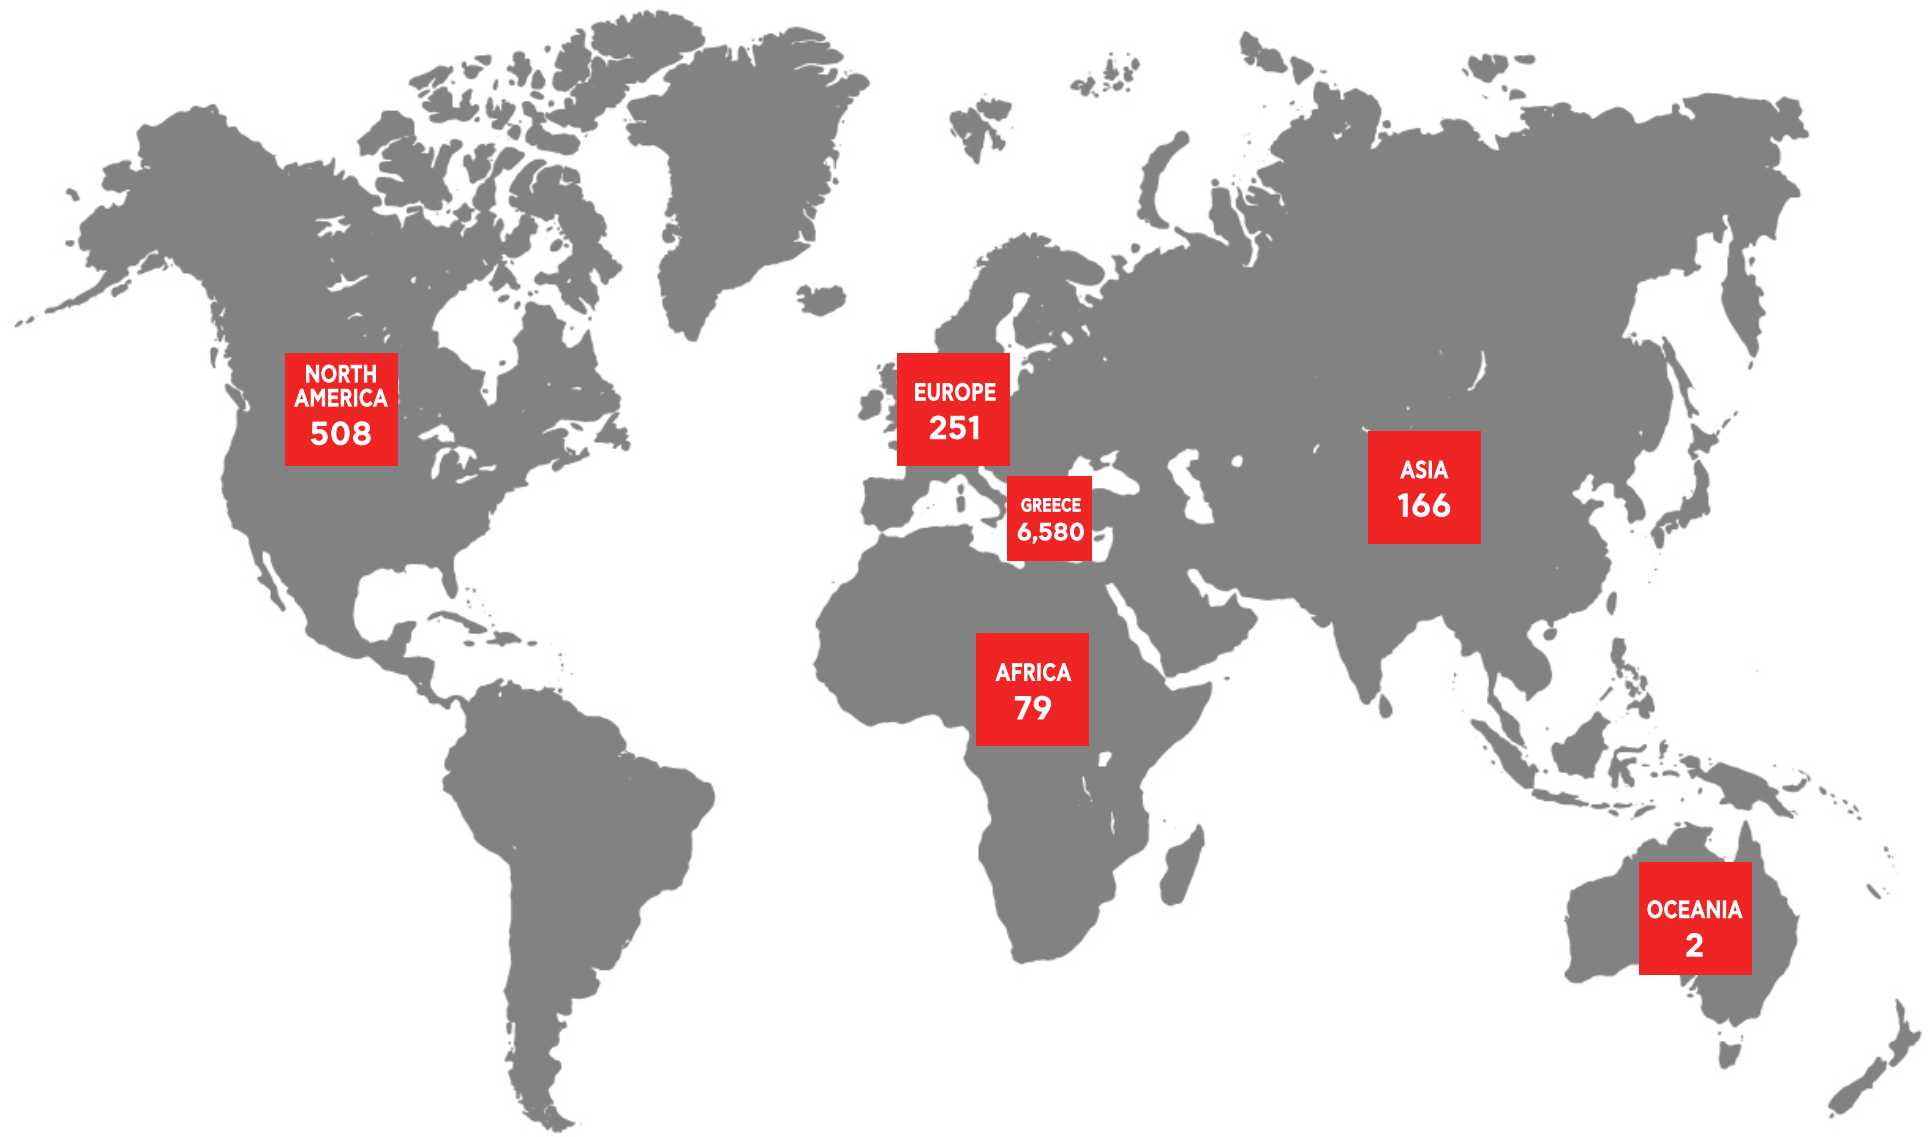 NORTH
AMERICA
508
EUROPE
251
GREECE
6,580
ASIA
166
AFRICA
79
OCEANIA
2